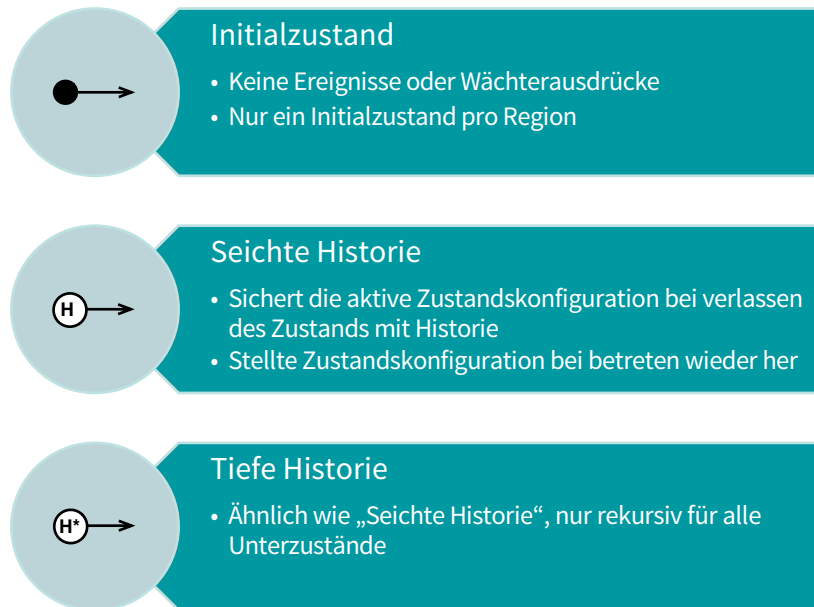 Initialzustand
• Keine Ereignisse oder Wächterausdrücke
• Nur ein Initialzustand pro Region
H
Seichte Historie
• Sichert die aktive Zustandskonfiguration bei verlassen
des Zustands mit Historie
• Stellte Zustandskonfiguration bei betreten wieder her
H*
Tiefe Historie
• Ähnlich wie „Seichte Historie“, nur rekursiv für alle
Unterzustände